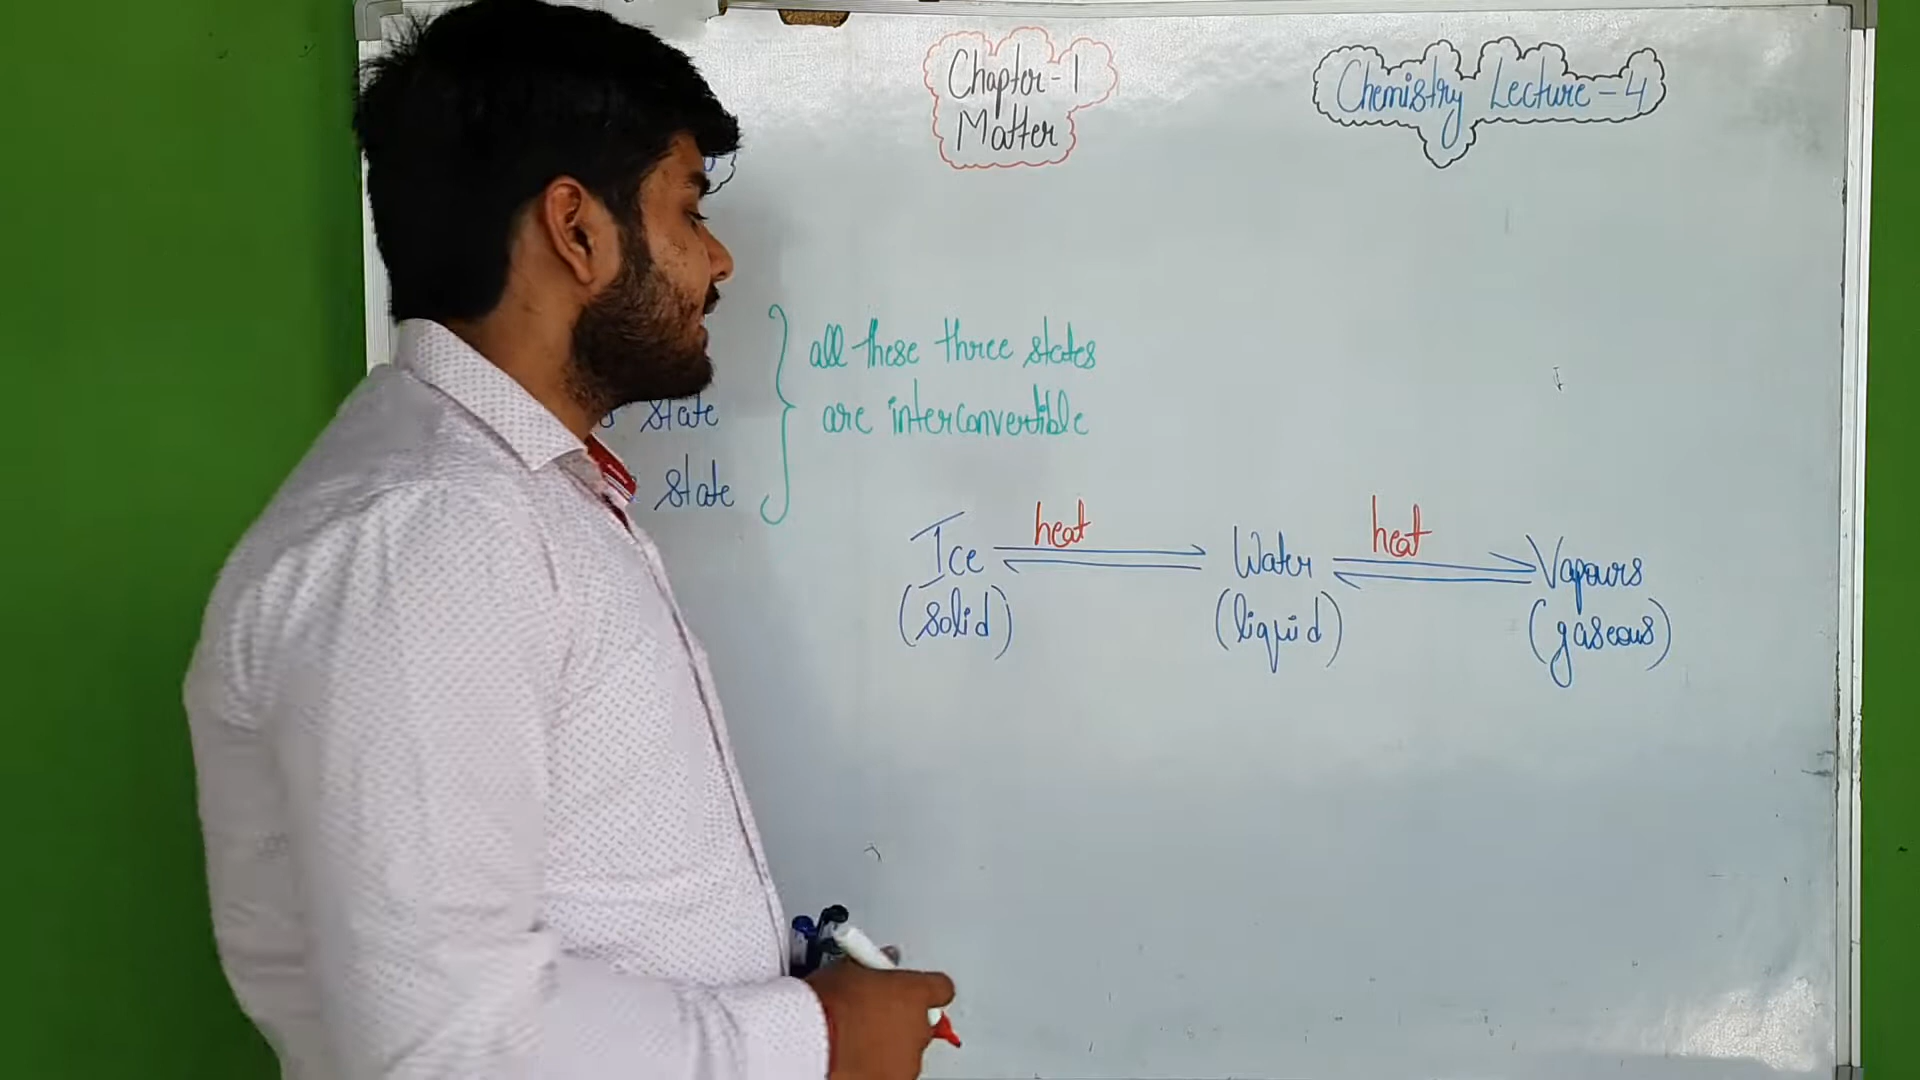 Chapter-1
Matter
Chemistry Lecture-4
all these three states
are interconvertible
state
state
heat
heat
Ice
Water
Vapours
(solid)
(liquid)
(gaseous)